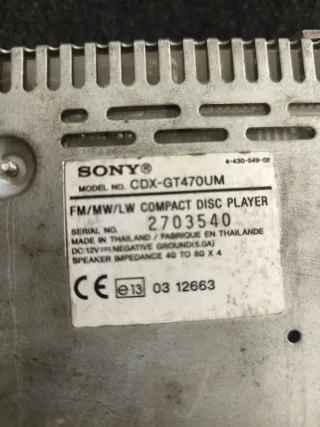 4-430-549-02
SONY®
MODEL NO. CDX-GT470UM
FM/MW/LW COMPACT DISC PLAYER
SERIAL NO. 2703540
MADE IN THAILAND / FABRIQUE EN THAILANDE
DC:12V⎓NEGATIVE GROUND(5.0A)
SPEAKER IMPEDANCE 4Ω TO 8Ω X 4
CE e13 03 12663